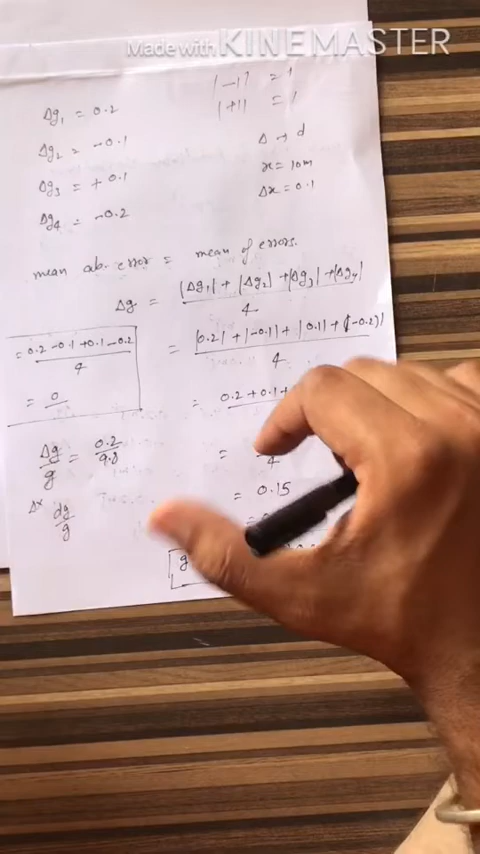 Made with KINEMASTER
Δg₁ = 0.2
|-1| = 1
|+1| = 1
Δg₂ = -0.1
Δ → d
Δg₃ = + 0.1
x = 10m
Δx = 0.1
Δg₄ = -0.2
mean ab. error = mean of errors.
Δg = |Δg₁| + |Δg₂| + |Δg₃| + |Δg₄| / 4
= |0.2| + |-0.1| + |0.1| + |(-0.2)| / 4
= 0.2 - 0.1 + 0.1 - 0.2 / 4
= 0
= 0.2 + 0.1 +
= 4
Δg/g = 0.2/9.8
= 0.15
Δx
dg/g
=
g